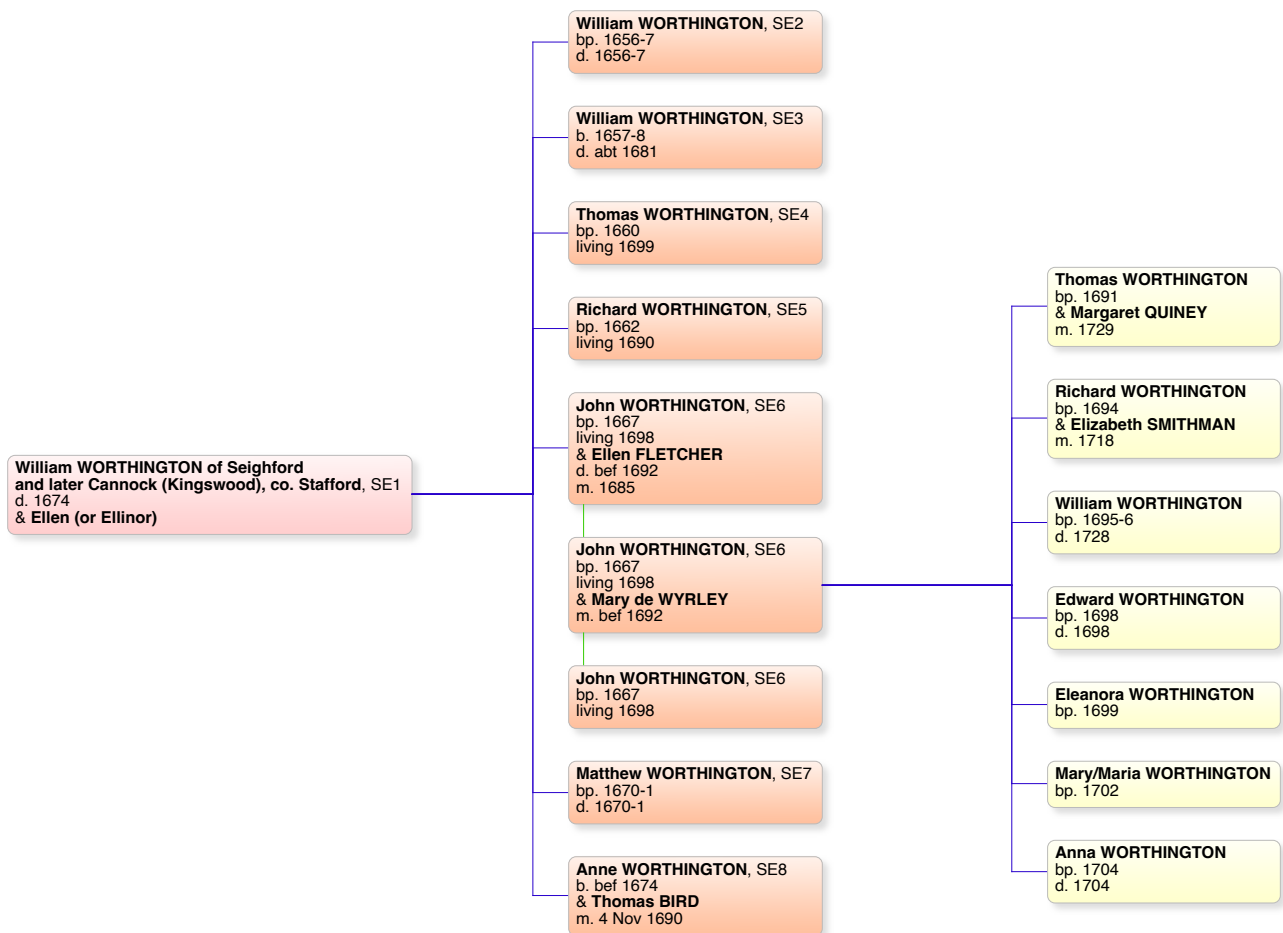 William WORTHINGTON of Seighford
and later Cannock (Kingswood), co. Stafford, SE1
d. 1674
& Ellen (or Ellinor)
William WORTHINGTON, SE2
bp. 1656-7
d. 1656-7
William WORTHINGTON, SE3
b. 1657-8
d. abt 1681
Thomas WORTHINGTON, SE4
bp. 1660
living 1699
Richard WORTHINGTON, SE5
bp. 1662
living 1690
John WORTHINGTON, SE6
bp. 1667
living 1698
& Ellen FLETCHER
d. bef 1692
m. 1685
John WORTHINGTON, SE6
bp. 1667
living 1698
& Mary de WYRLEY
m. bef 1692
John WORTHINGTON, SE6
bp. 1667
living 1698
Matthew WORTHINGTON, SE7
bp. 1670-1
d. 1670-1
Anne WORTHINGTON, SE8
b. bef 1674
& Thomas BIRD
m. 4 Nov 1690
Thomas WORTHINGTON
bp. 1691
& Margaret QUINEY
m. 1729
Richard WORTHINGTON
bp. 1694
& Elizabeth SMITHMAN
m. 1718
William WORTHINGTON
bp. 1695-6
d. 1728
Edward WORTHINGTON
bp. 1698
d. 1698
Eleanora WORTHINGTON
bp. 1699
Mary/Maria WORTHINGTON
bp. 1702
Anna WORTHINGTON
bp. 1704
d. 1704